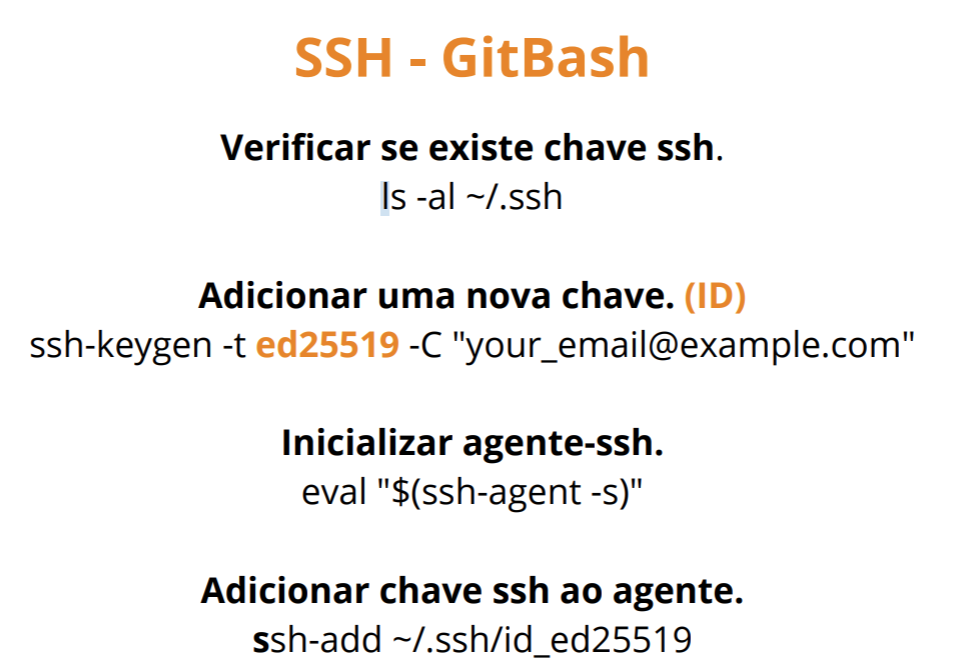 SSH - GitBash
Verificar se existe chave ssh.
ls -al ~/.ssh
Adicionar uma nova chave. (ID)
ssh-keygen -t ed25519 -C "your_email@example.com"
Inicializar agente-ssh.
eval "$(ssh-agent -s)"
Adicionar chave ssh ao agente.
ssh-add ~/.ssh/id_ed25519